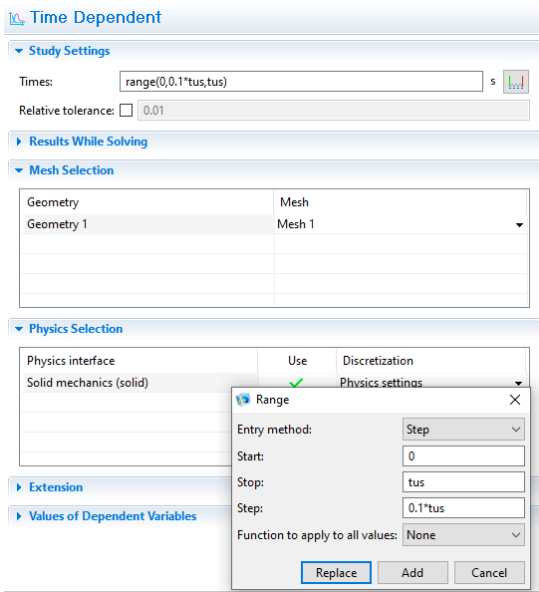 Time Dependent
Study Settings
Times: range(0,0.1*tus,tus) s
Relative tolerance: 0.01
Results While Solving
Mesh Selection
Geometry Mesh
Geometry 1 Mesh 1
Physics Selection
Physics interface Use Discretization
Solid mechanics (solid) Physics settings
Extension
Values of Dependent Variables
Range
Entry method: Step
Start: 0
Stop: tus
Step: 0.1*tus
Function to apply to all values: None
Replace Add Cancel